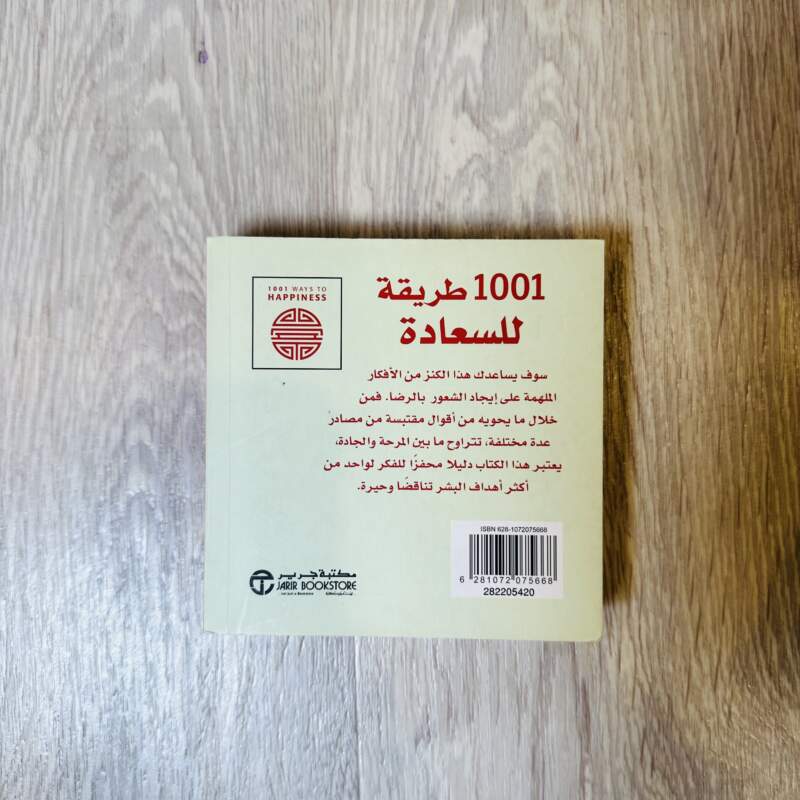 1001 WAYS TO
HAPPINESS
1001 طريقة
للسعادة
سوف يساعدك هذا الكنز من الأفكار
الملهمة على إيجاد الشعور بالرضا. فمن
خلال ما يحويه من أقوال مقتبسة من مصادر
عدة مختلفة، تتراوح ما بين المرحة والجادة،
يعتبر هذا الكتاب دليلا محفزًا للفكر لواحد من
أكثر أهداف البشر تناقضًا وحيرة.
مكتبة جرير
JARIR BOOKSTORE
not just a Bookstore
ISBN 628-1072075668
6 281072 075668
282205420